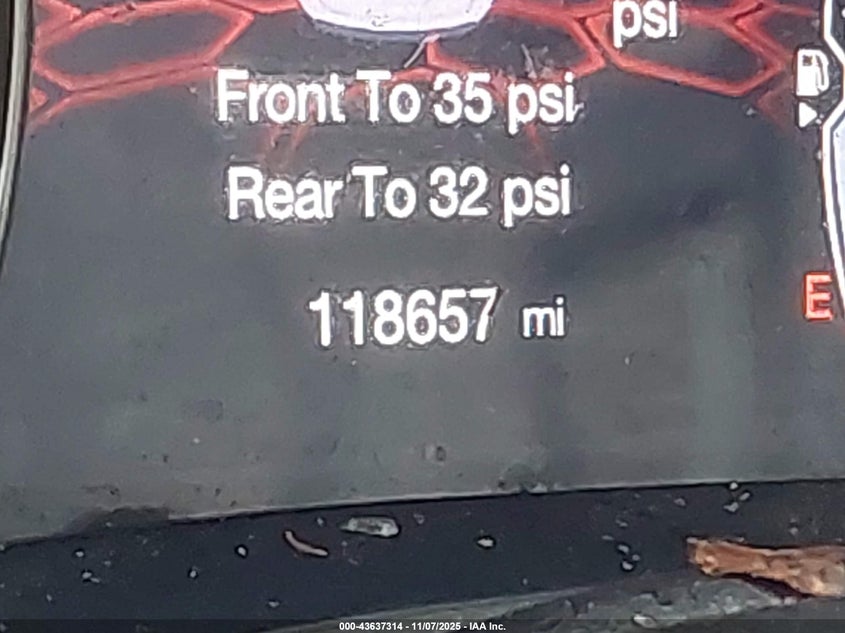 psi
Front To 35 psi
Rear To 32 psi
118657 mi
E
000-43637314 - 11/07/2025 - IAA Inc.